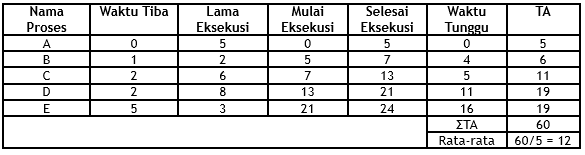 Nama Proses Waktu Tiba Lama Eksekusi Mulai Eksekusi Selesai Eksekusi Waktu Tunggu TA
A 0 5 0 5 0 5
B 1 2 5 7 4 6
C 2 6 7 13 5 11
D 2 8 13 21 11 19
E 5 3 21 24 16 19
ΣTA 60
Rata-rata 60/5 = 12